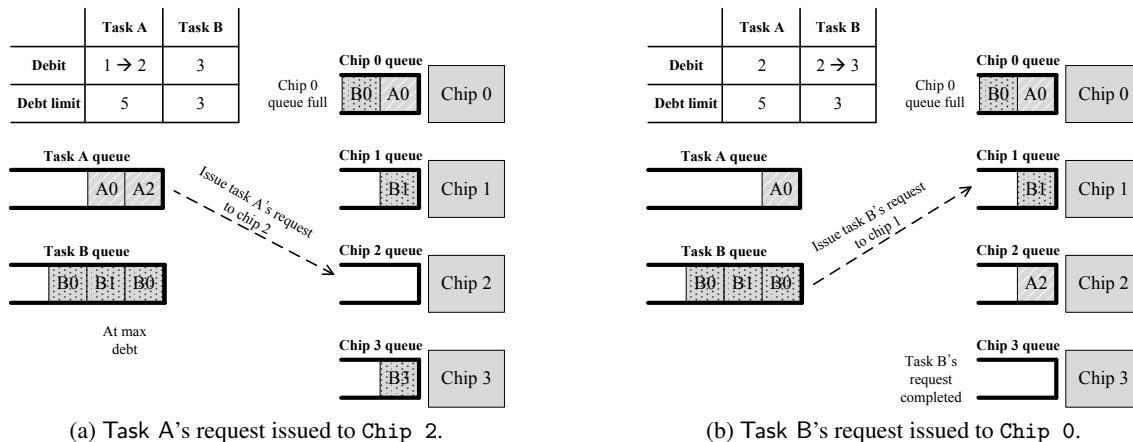 Task A Task B
Debit 1 → 2 3
Debt limit 5 3
Chip 0 queue
Chip 0
queue full
B0 A0 Chip 0
Task A queue
A0 A2
Issue task A's request
to chip 2
Chip 1 queue
B1 Chip 1
Task B queue
B0 B1 B0
At max
debt
Chip 2 queue
Chip 2
Chip 3 queue
B3 Chip 3
(a) Task A's request issued to Chip 2.
Task A Task B
Debit 2 2 → 3
Debt limit 5 3
Chip 0 queue
Chip 0
queue full
B0 A0 Chip 0
Task A queue
A0
Issue task B's request
to chip 1
Chip 1 queue
B1 Chip 1
Task B queue
B0 B1 B0
Chip 2 queue
A2 Chip 2
Chip 3 queue
Task B's
request
completed
Chip 3
(b) Task B's request issued to Chip 0.